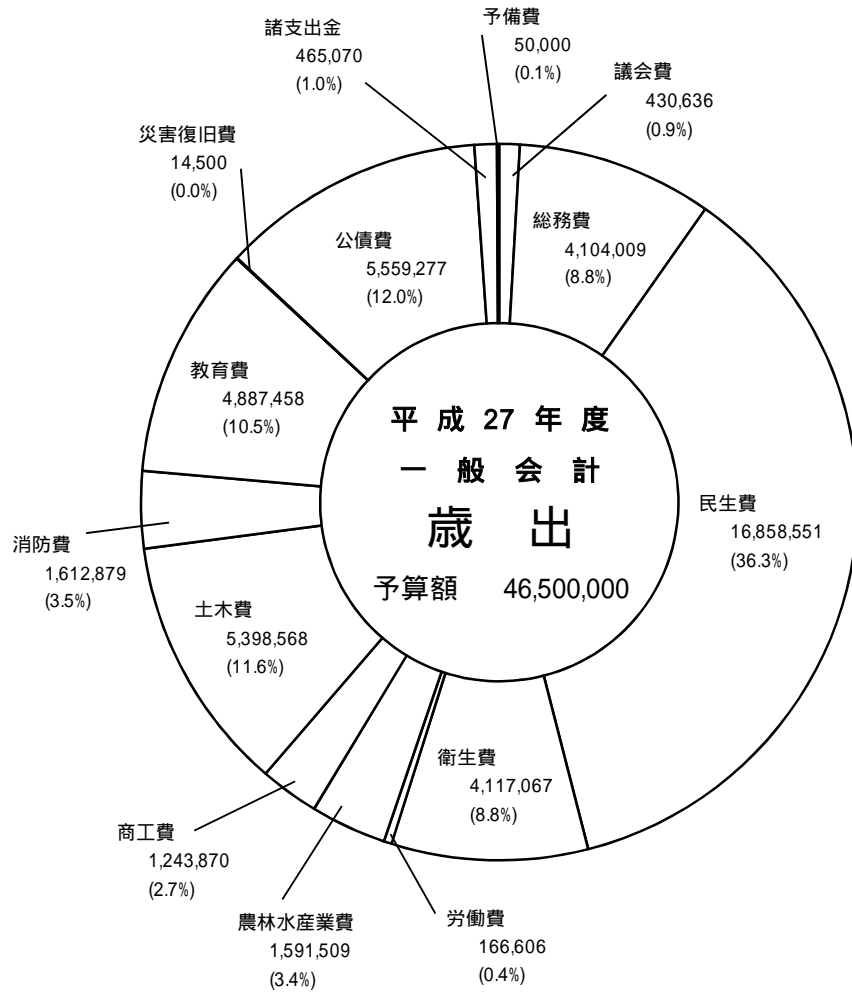 諸支出金
465,070
(1.0%)
予備費
50,000
(0.1%)
議会費
430,636
(0.9%)
災害復旧費
14,500
(0.0%)
公債費
5,559,277
(12.0%)
総務費
4,104,009
(8.8%)
教育費
4,887,458
(10.5%)
平成27年度
一般会計
歳出
予算額 46,500,000
民生費
16,858,551
(36.3%)
消防費
1,612,879
(3.5%)
土木費
5,398,568
(11.6%)
衛生費
4,117,067
(8.8%)
商工費
1,243,870
(2.7%)
農林水産業費
1,591,509
(3.4%)
労働費
166,606
(0.4%)